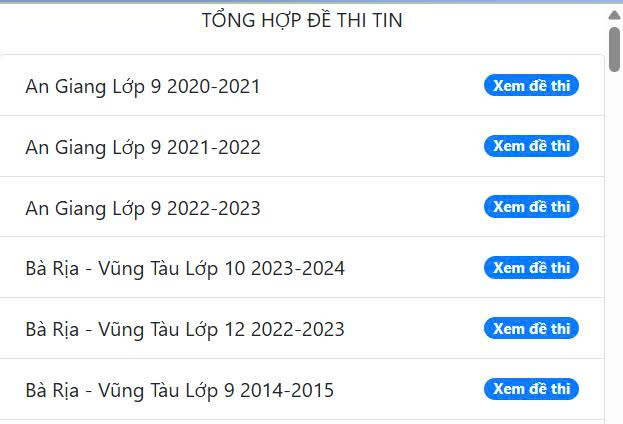 TỔNG HỢP ĐỀ THI TIN
An Giang Lớp 9 2020-2021 Xem đề thi
An Giang Lớp 9 2021-2022 Xem đề thi
An Giang Lớp 9 2022-2023 Xem đề thi
Bà Rịa - Vũng Tàu Lớp 10 2023-2024 Xem đề thi
Bà Rịa - Vũng Tàu Lớp 12 2022-2023 Xem đề thi
Bà Rịa - Vũng Tàu Lớp 9 2014-2015 Xem đề thi